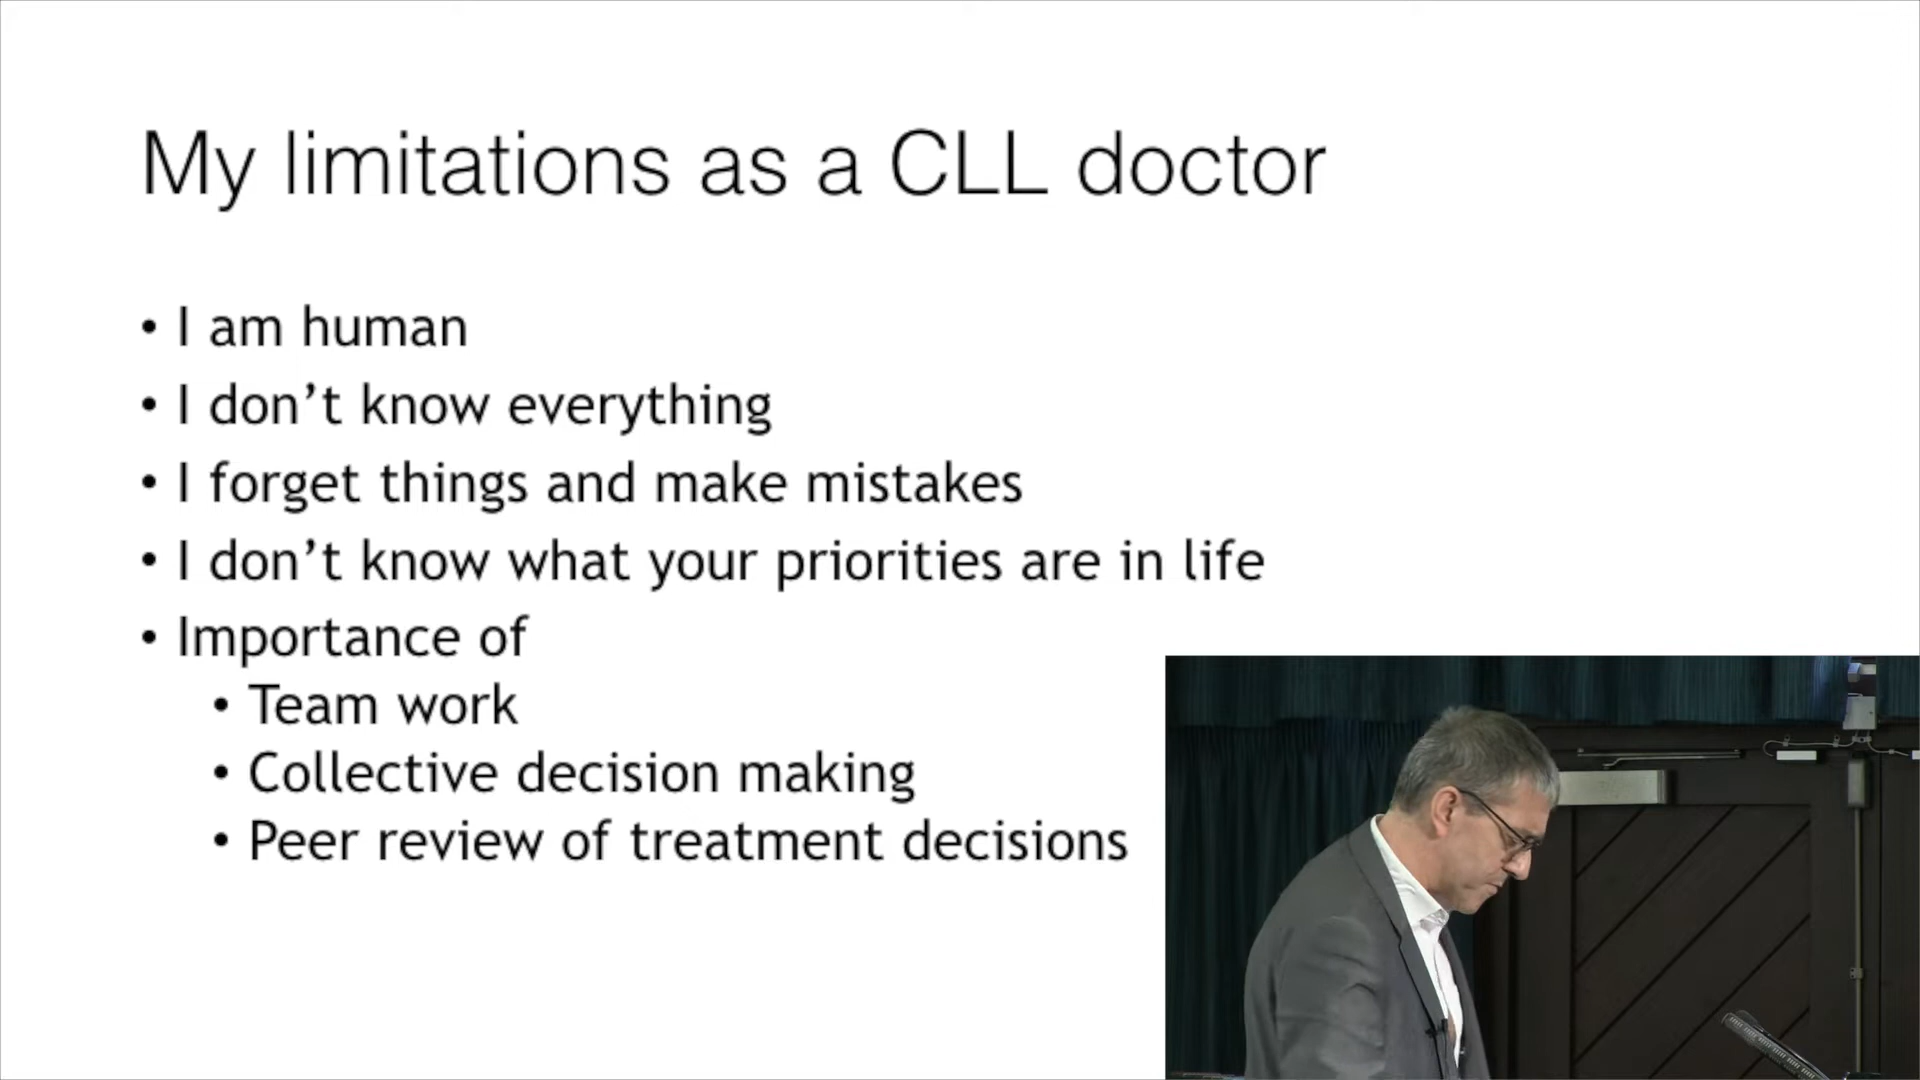 My limitations as a CLL doctor
• I am human
• I don’t know everything
• I forget things and make mistakes
• I don’t know what your priorities are in life
• Importance of
• Team work
• Collective decision making
• Peer review of treatment decisions